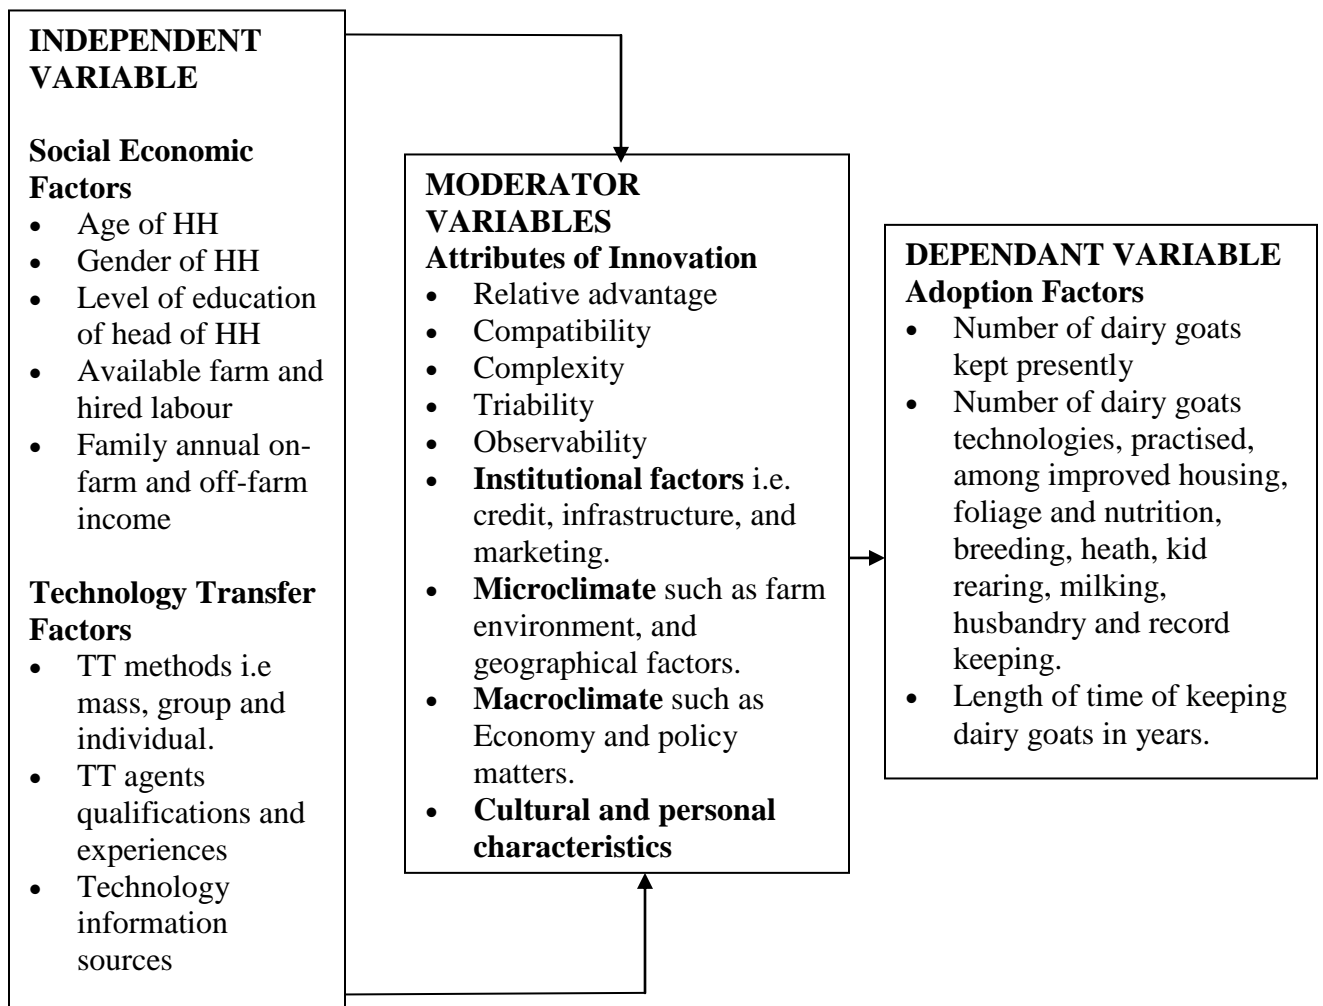 INDEPENDENT
VARIABLE
Social Economic
Factors
• Age of HH
• Gender of HH
• Level of education
of head of HH
• Available farm and
hired labour
• Family annual on-
farm and off-farm
income
Technology Transfer
Factors
• TT methods i.e
mass, group and
individual.
• TT agents
qualifications and
experiences
• Technology
information
sources
MODERATOR
VARIABLES
Attributes of Innovation
• Relative advantage
• Compatibility
• Complexity
• Triability
• Observability
• Institutional factors i.e.
credit, infrastructure, and
marketing.
• Microclimate such as farm
environment, and
geographical factors.
• Macroclimate such as
Economy and policy
matters.
• Cultural and personal
characteristics
DEPENDANT VARIABLE
Adoption Factors
• Number of dairy goats
kept presently
• Number of dairy goats
technologies, practised,
among improved housing,
foliage and nutrition,
breeding, heath, kid
rearing, milking,
husbandry and record
keeping.
• Length of time of keeping
dairy goats in years.